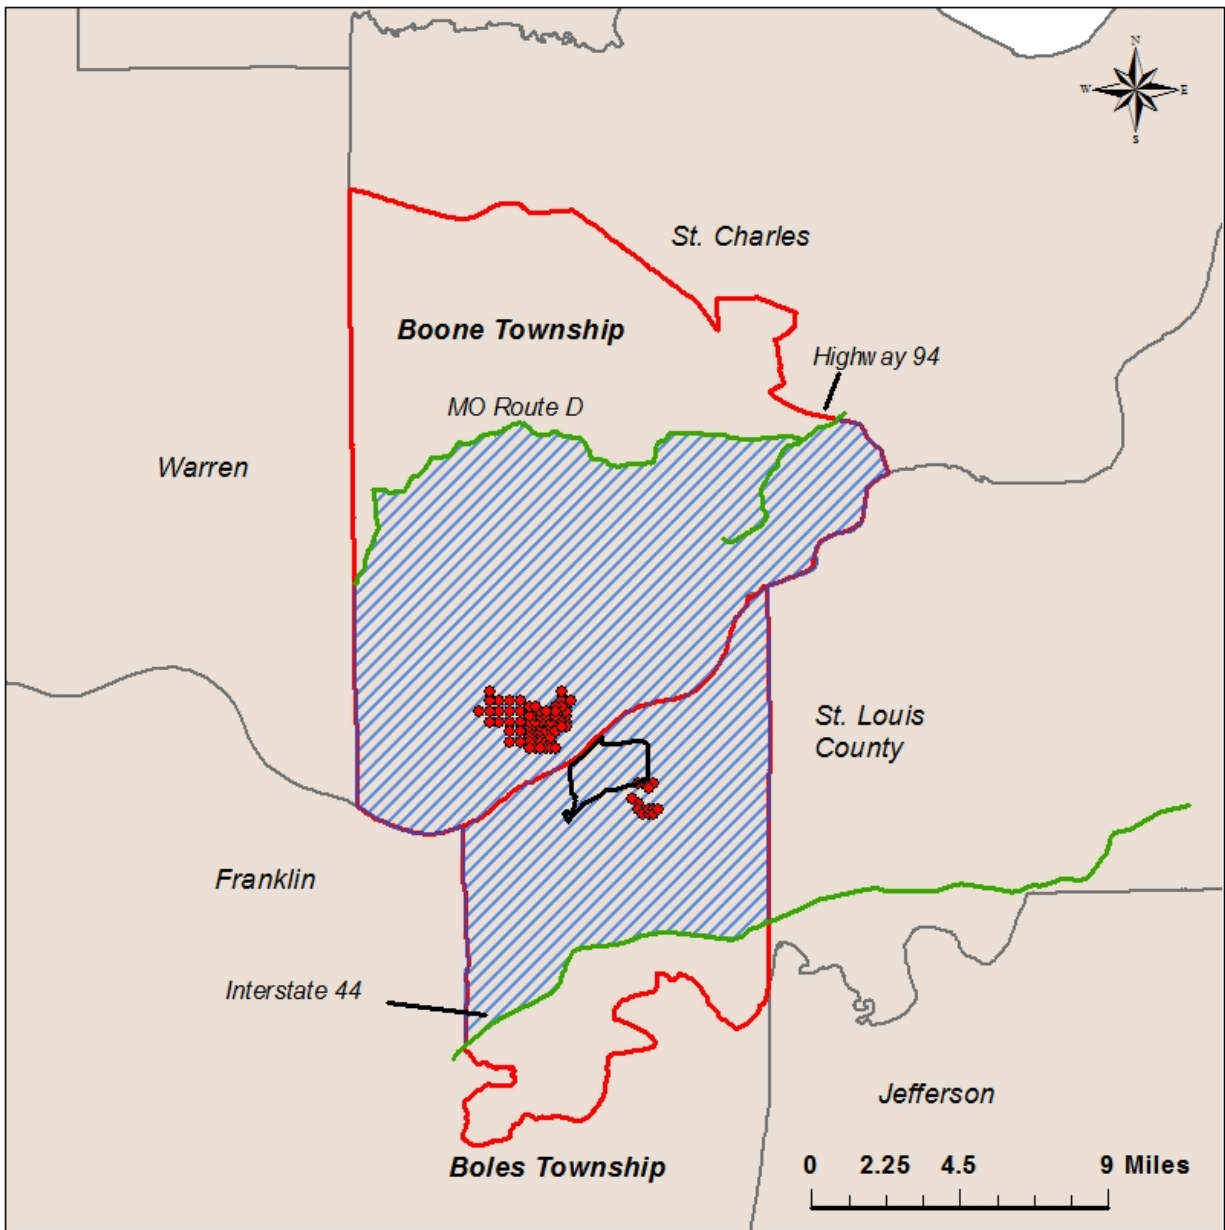 N
W E
S
St. Charles
Boone Township
Highway 94
MO Route D
Warren
St. Louis
County
Franklin
Interstate 44
Jefferson
Boles Township
0 2.25 4.5 9 Miles